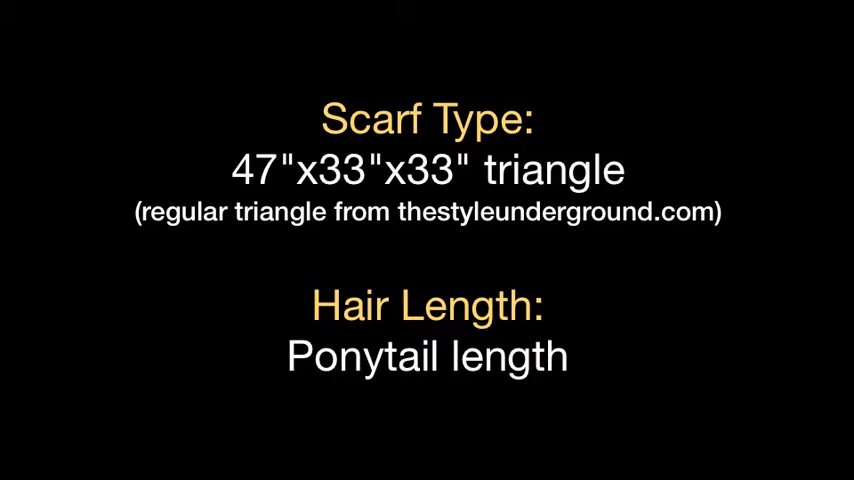 Scarf Type:
47"x33"x33" triangle
(regular triangle from thestyleunderground.com)
Hair Length:
Ponytail length